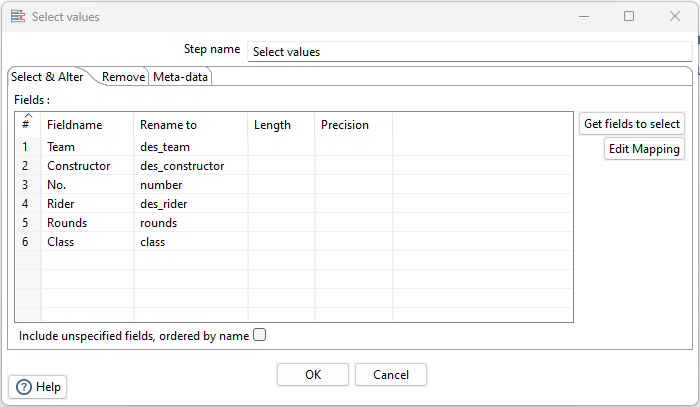 Select values
Step name Select values
Select & Alter Remove Meta-data
Fields :
# Fieldname Rename to Length Precision
1 Team des_team
2 Constructor des_constructor
3 No. number
4 Rider des_rider
5 Rounds rounds
6 Class class
Get fields to select
Edit Mapping
Include unspecified fields, ordered by name
OK Cancel
? Help